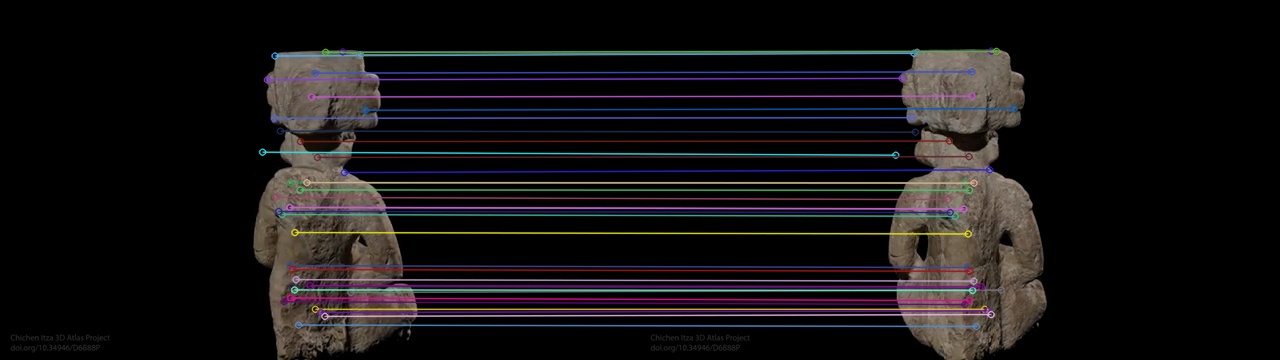 Chichen Itza 3D Atlas Project
doi.org/10.34946/D6B88P
Chichen Itza 3D Atlas Project
doi.org/10.34946/D6B88P